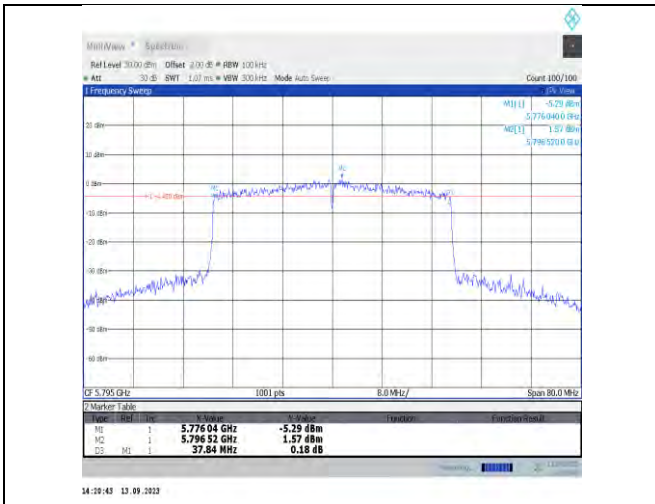 MultiView Spectrum
Ref Level 20.00 dBm Offset 2.00 dB RBW 100 kHz
Att 30 dB SWT 1.07 ms VBW 300 kHz Mode Auto Sweep Count 100/100
1 Frequency Sweep 1Pk View
M1[1] -5.29 dBm
5.776 040 0 GHz
M2[1] 1.57 dBm
5.796 520 0 GHz
20 dBm
10 dBm
0 dBm
M2
-10 dBm
-20 dBm
-30 dBm
-50 dBm
-60 dBm
CF 5.795 GHz 1001 pts 8.0 MHz/ Span 80.0 MHz
2 Marker Table
Type Ref Trc X-Value Y-Value Function Function Result
M1 1 5.776 04 GHz -5.29 dBm
M2 1 5.796 52 GHz 1.57 dBm
D3 M1 1 37.84 MHz 0.18 dB
14:20:43 13.09.2023